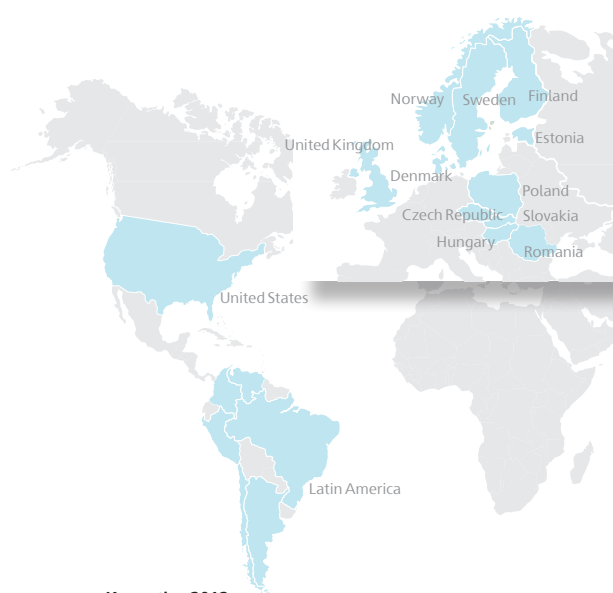 Norway
Sweden
Finland
United Kingdom
Estonia
Denmark
Poland
Czech Republic
Slovakia
Hungary
Romania
United States
Latin America